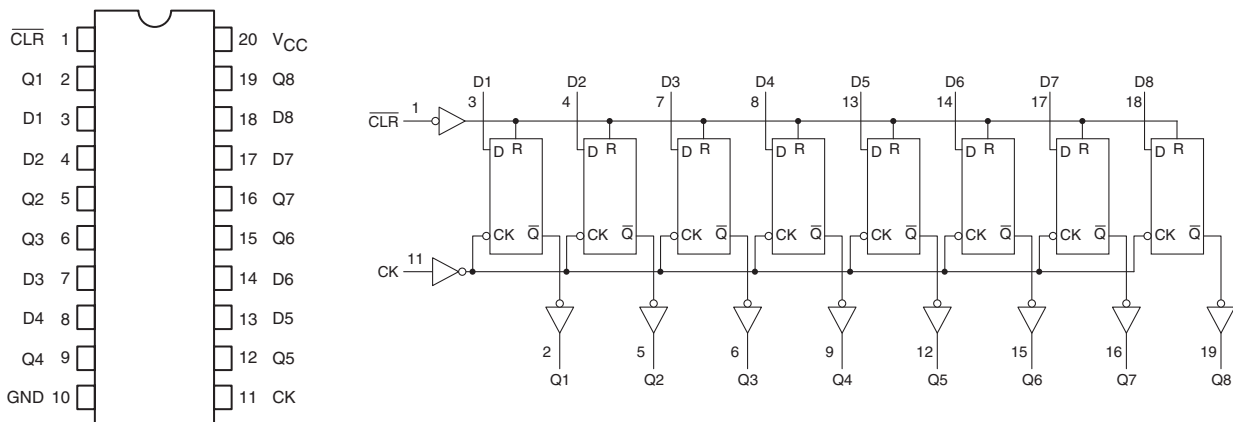 C̅L̅R̅ 1 20 VCC
Q1 2 19 Q8
D1 3 18 D8
D2 4 17 D7
Q2 5 16 Q7
Q3 6 15 Q6
D3 7 14 D6
D4 8 13 D5
Q4 9 12 Q5
GND 10 11 CK
D1 D2 D3 D4 D5 D6 D7 D8
3 4 7 8 13 14 17 18
C̅L̅R̅ 1
D R D R D R D R D R D R D R D R
CK Q̅ CK Q̅ CK Q̅ CK Q̅ CK Q̅ CK Q̅ CK Q̅ CK Q̅
CK 11
2 5 6 9 12 15 16 19
Q1 Q2 Q3 Q4 Q5 Q6 Q7 Q8